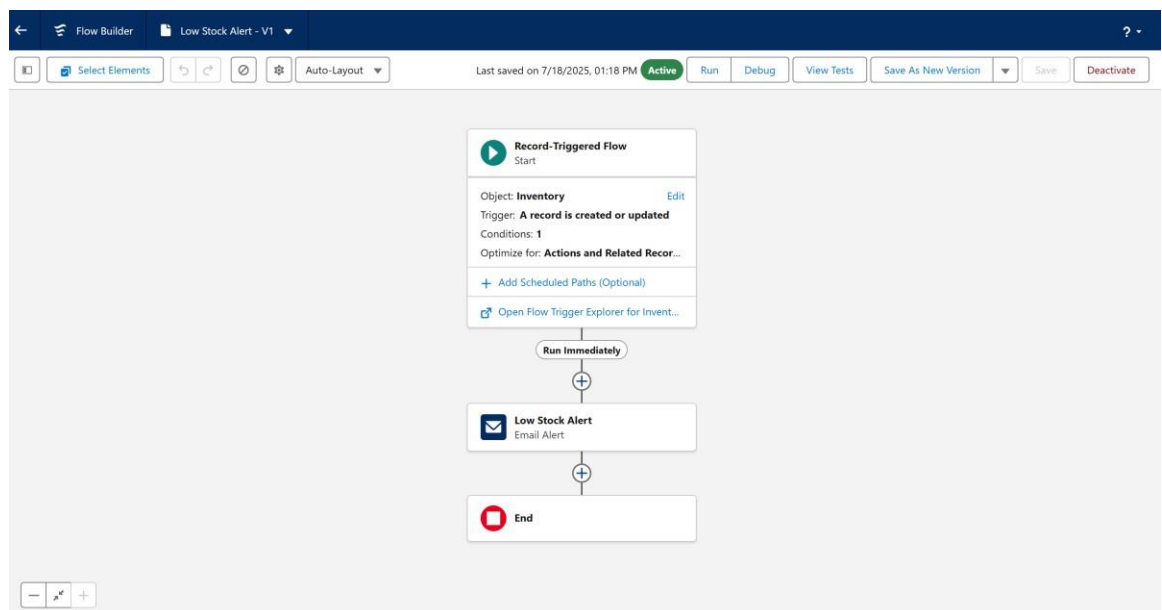 Flow Builder Low Stock Alert - V1 ?
Select Elements Auto-Layout Last saved on 7/18/2025, 01:18 PM Active Run Debug View Tests Save As New Version Save Deactivate
Record-Triggered Flow
Start
Object: Inventory Edit
Trigger: A record is created or updated
Conditions: 1
Optimize for: Actions and Related Recor...
+ Add Scheduled Paths (Optional)
Open Flow Trigger Explorer for Invent...
Run Immediately
Low Stock Alert
Email Alert
End